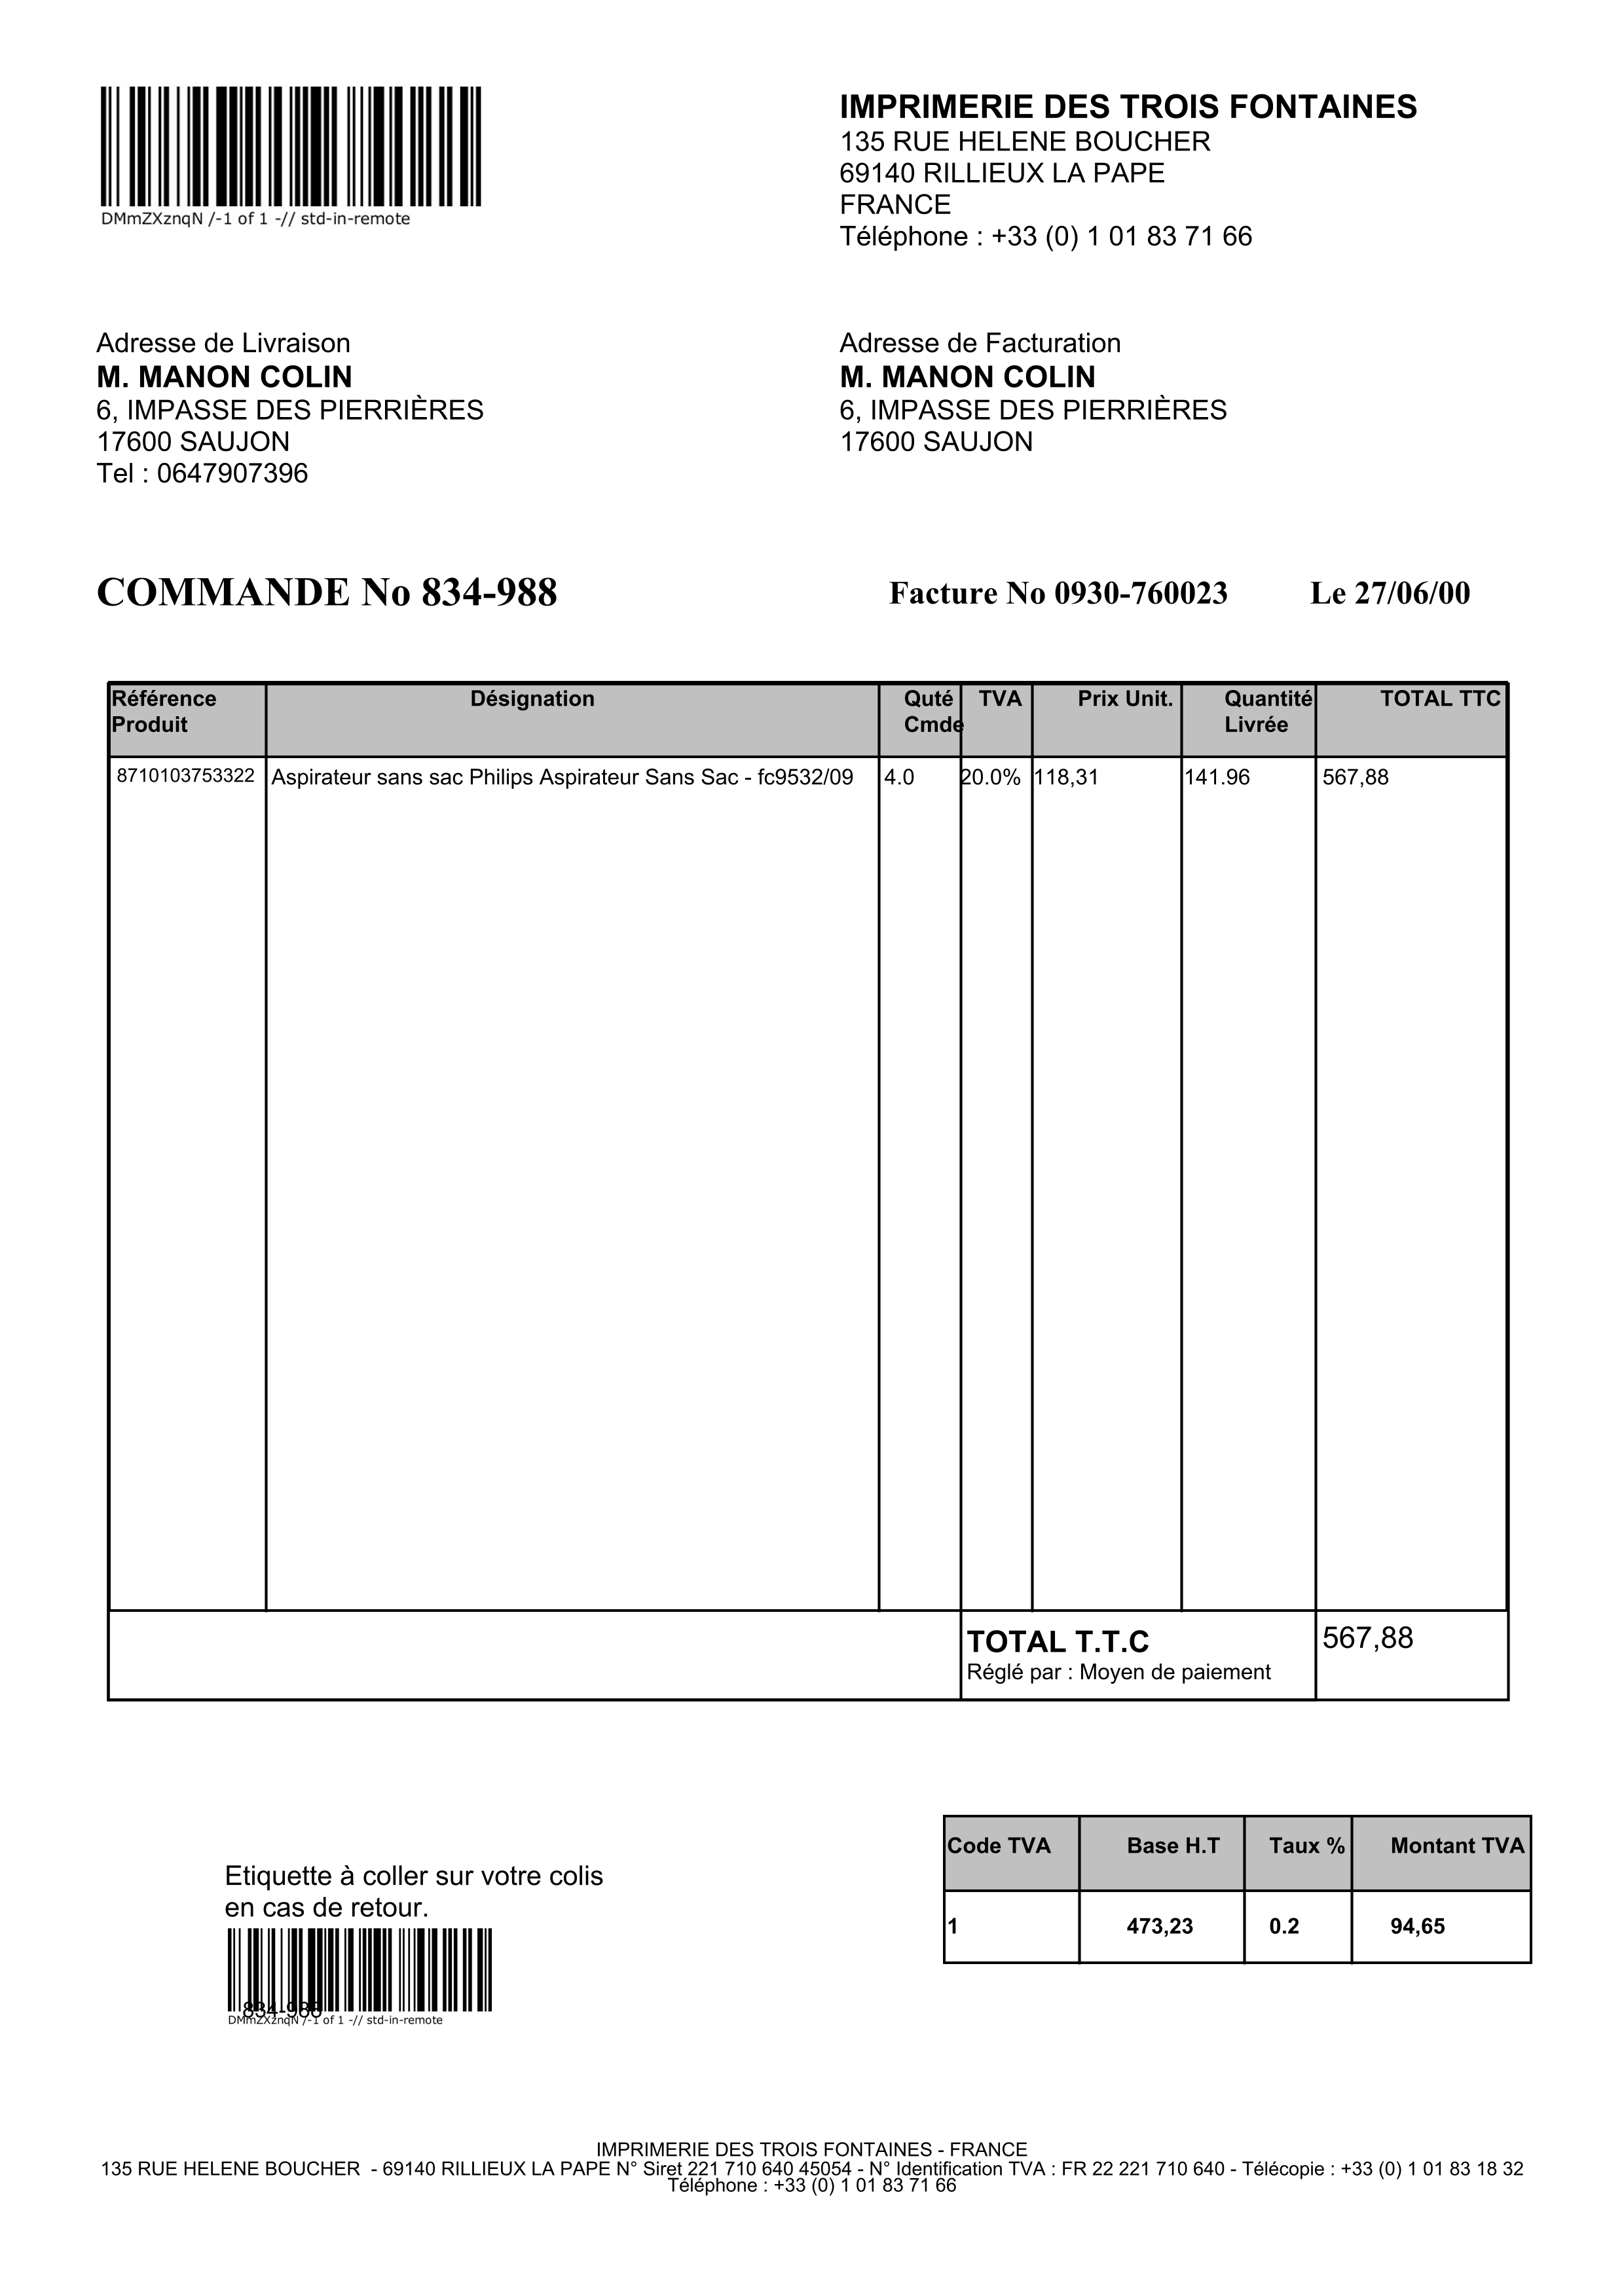 DMmZXznqN /-1 of 1 -// std-in-remote
IMPRIMERIE DES TROIS FONTAINES
135 RUE HELENE BOUCHER
69140 RILLIEUX LA PAPE
FRANCE
Téléphone : +33 (0) 1 01 83 71 66
Adresse de Livraison
M. MANON COLIN
6, IMPASSE DES PIERRIÈRES
17600 SAUJON
Tel : 0647907396
Adresse de Facturation
M. MANON COLIN
6, IMPASSE DES PIERRIÈRES
17600 SAUJON
COMMANDE No 834-988 Facture No 0930-760023 Le 27/06/00
Référence Désignation Quté TVA Prix Unit. Quantité TOTAL TTC
Produit Cmde Livrée
8710103753322 Aspirateur sans sac Philips Aspirateur Sans Sac - fc9532/09 4.0 20.0% 118,31 141.96 567,88
TOTAL T.T.C 567,88
Réglé par : Moyen de paiement
Code TVA Base H.T Taux % Montant TVA
1 473,23 0.2 94,65
Etiquette à coller sur votre colis
en cas de retour.
834-988
DMmZXznqN /-1 of 1 -// std-in-remote
IMPRIMERIE DES TROIS FONTAINES - FRANCE
135 RUE HELENE BOUCHER - 69140 RILLIEUX LA PAPE N° Siret 221 710 640 45054 - N° Identification TVA : FR 22 221 710 640 - Télécopie : +33 (0) 1 01 83 18 32
Téléphone : +33 (0) 1 01 83 71 66